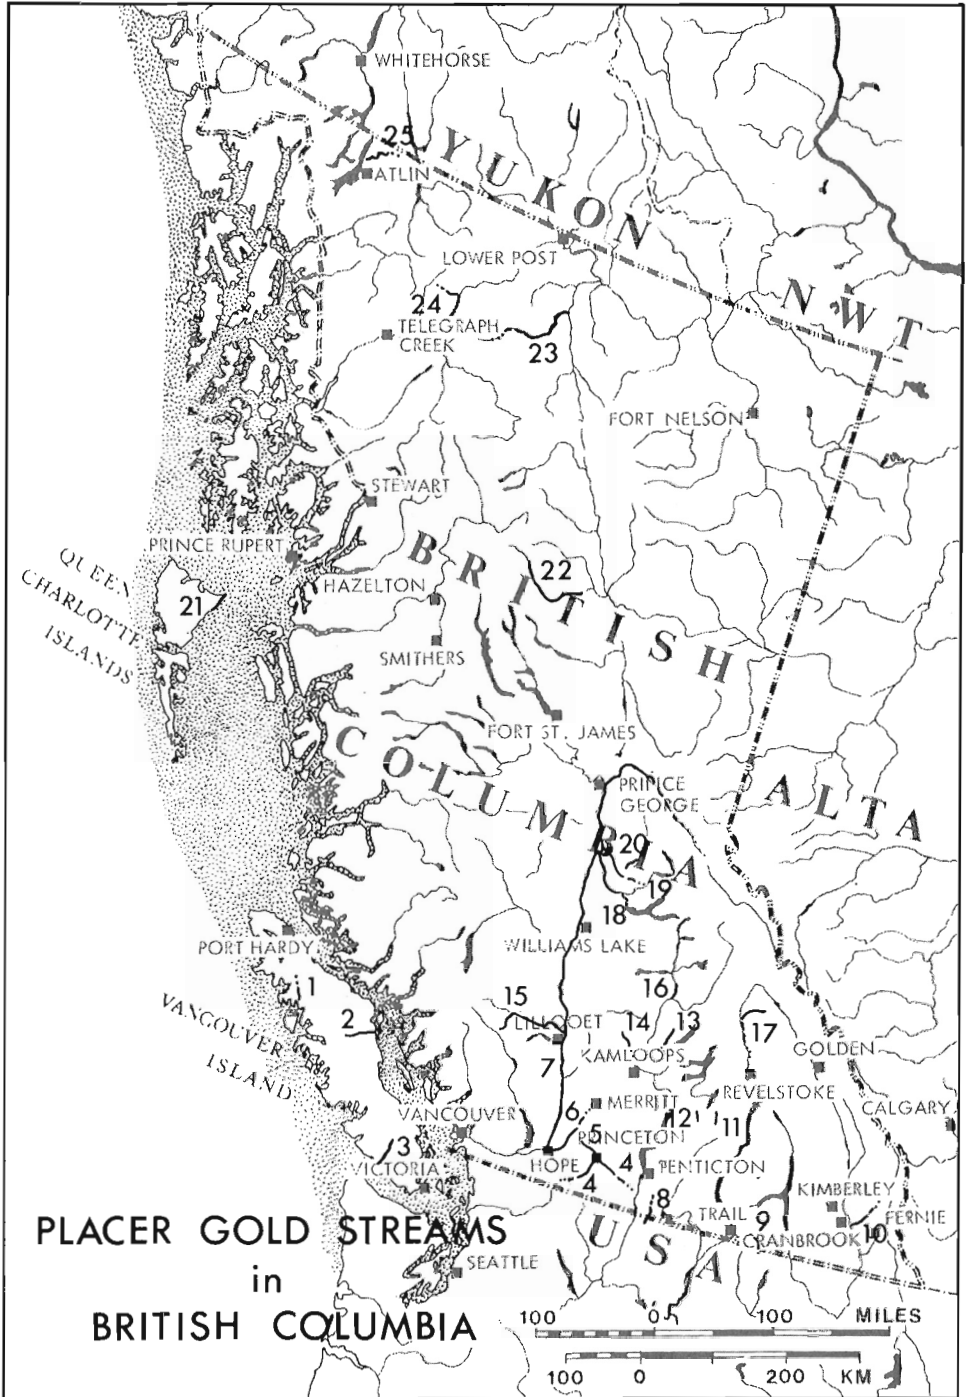 WHITEHORSE
25
YUKON
ATLIN
LOWER POST
NWT
24
TELEGRAPH
CREEK
23
FORT NELSON
STEWART
BRITISH
PRINCE RUPERT
22
HAZELTON
QUEEN
CHARLOTTE
ISLANDS
21
SMITHERS
FORT ST. JAMES
COLUMBIA
PRINCE
GEORGE
ALTA
20
19
18
PORT HARDY
WILLIAMS LAKE
1
16
15
VANCOUVER
ISLAND
2
LILLOOET
14
13
17
KAMLOOPS
GOLDEN
7
REVELSTOKE
MERRITT
VANCOUVER
6
12
11
CALGARY
5
PRINCETON
3
VICTORIA
HOPE
4
4
PENTICTON
KIMBERLEY
8
TRAIL
9
FERNIE
CRANBROOK
10
PLACER GOLD STREAMS
in
BRITISH COLUMBIA
USA
SEATTLE
100 0 100 MILES
100 0 200 KM